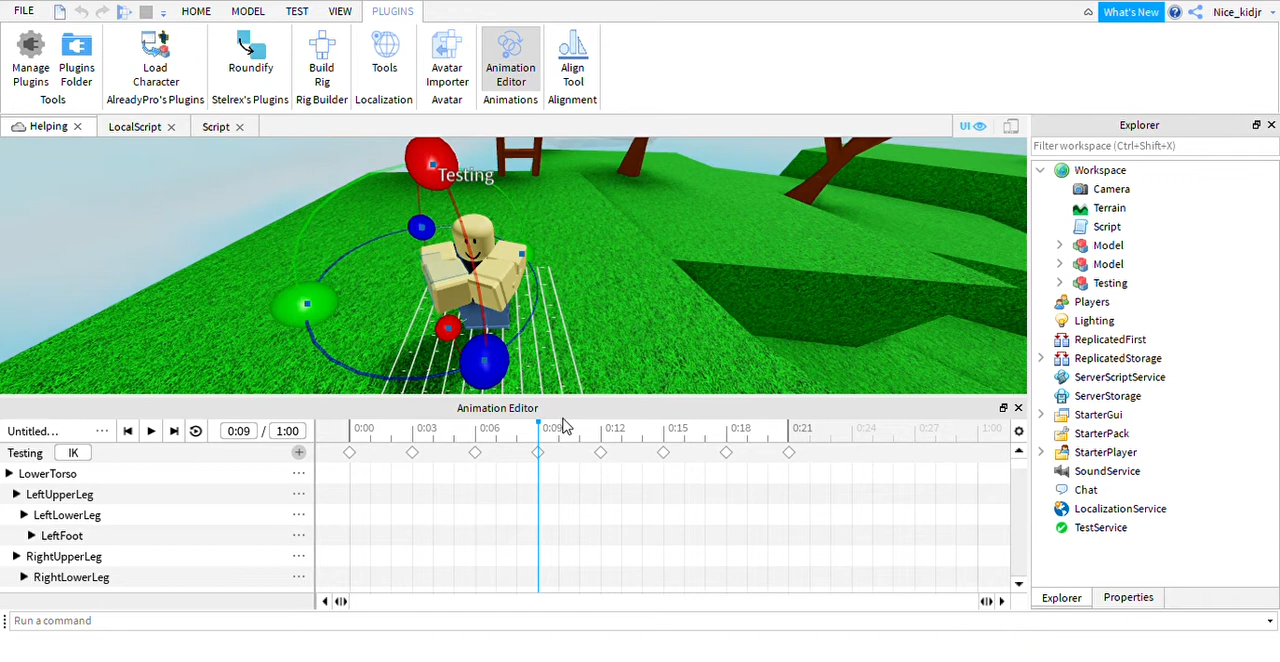 FILE HOME MODEL TEST VIEW PLUGINS What's New Nice_kidjr
Manage Plugins Load Build Tools Avatar Animation Align
Plugins Folder Character Roundify Rig Importer Editor Tool
Tools AlreadyPro's Plugins Stelrex's Plugins Rig Builder Localization Avatar Animations Alignment
Helping LocalScript Script UI Explorer
Filter workspace (Ctrl+Shift+X)
Workspace
Camera
Terrain
Script
Model
Model
Testing
Players
Lighting
ReplicatedFirst
ReplicatedStorage
ServerScriptService
ServerStorage
StarterGui
StarterPack
StarterPlayer
SoundService
Chat
LocalizationService
TestService
Explorer Properties
Testing
Animation Editor
Untitled... ... 0:09 / 1:00 0:03 0:06 0:09 0:12 0:15 0:18 0:21 0:24 0:27 1:00
Testing IK
LowerTorso ...
LeftUpperLeg ...
LeftLowerLeg ...
LeftFoot ...
RightUpperLeg ...
RightLowerLeg ...
Run a command